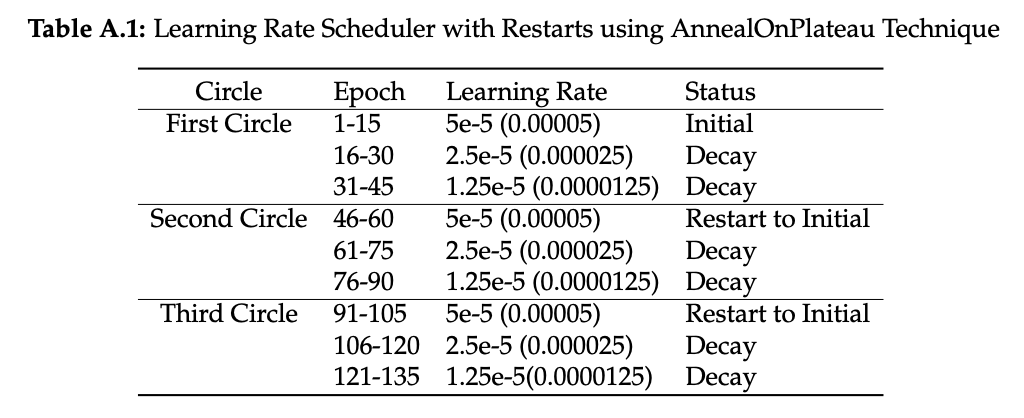 Table A.1: Learning Rate Scheduler with Restarts using AnnealOnPlateau Technique
Circle Epoch Learning Rate Status
First Circle 1-15 5e-5 (0.00005) Initial
16-30 2.5e-5 (0.000025) Decay
31-45 1.25e-5 (0.0000125) Decay
Second Circle 46-60 5e-5 (0.00005) Restart to Initial
61-75 2.5e-5 (0.000025) Decay
76-90 1.25e-5 (0.0000125) Decay
Third Circle 91-105 5e-5 (0.00005) Restart to Initial
106-120 2.5e-5 (0.000025) Decay
121-135 1.25e-5(0.0000125) Decay